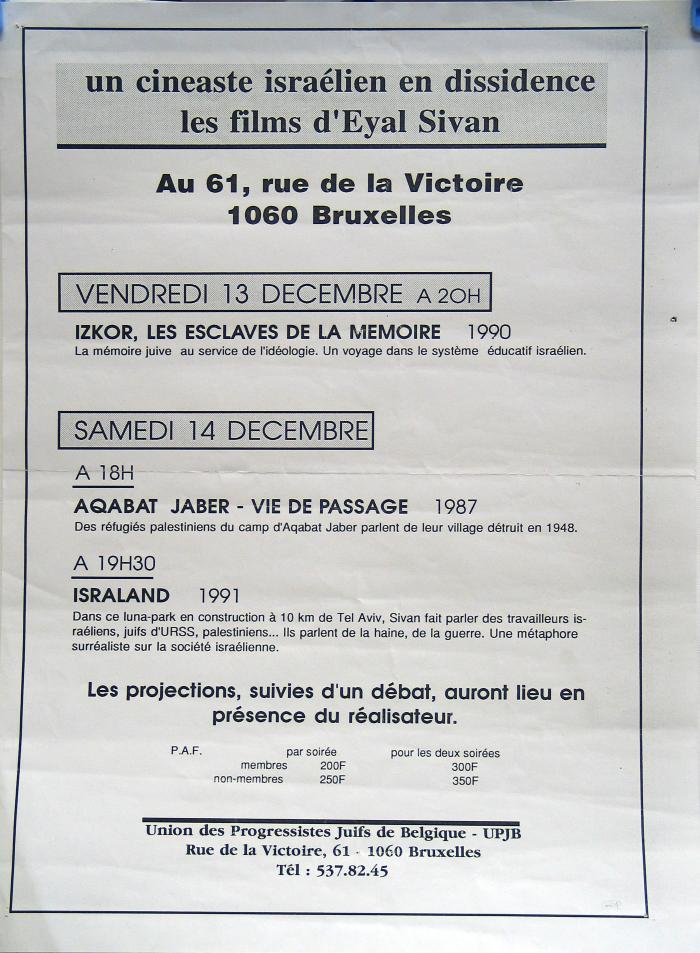 un cineaste israélien en dissidence
les films d'Eyal Sivan
Au 61, rue de la Victoire
1060 Bruxelles
VENDREDI 13 DECEMBRE A 20H
IZKOR, LES ESCLAVES DE LA MEMOIRE 1990
La mémoire juive au service de l'idéologie. Un voyage dans le système éducatif israélien.
SAMEDI 14 DECEMBRE
A 18H
AQABAT JABER - VIE DE PASSAGE 1987
Des réfugiés palestiniens du camp d'Aqabat Jaber parlent de leur village détruit en 1948.
A 19H30
ISRALAND 1991
Dans ce luna-park en construction à 10 km de Tel Aviv, Sivan fait parler des travailleurs is-
raéliens, juifs d'URSS, palestiniens... Ils parlent de la haine, de la guerre. Une métaphore
surréaliste sur la société israélienne.
Les projections, suivies d'un débat, auront lieu en
présence du réalisateur.
P.A.F. par soirée pour les deux soirées
membres 200F 300F
non-membres 250F 350F
Union des Progressistes Juifs de Belgique - UPJB
Rue de la Victoire, 61 - 1060 Bruxelles
Tél : 537.82.45